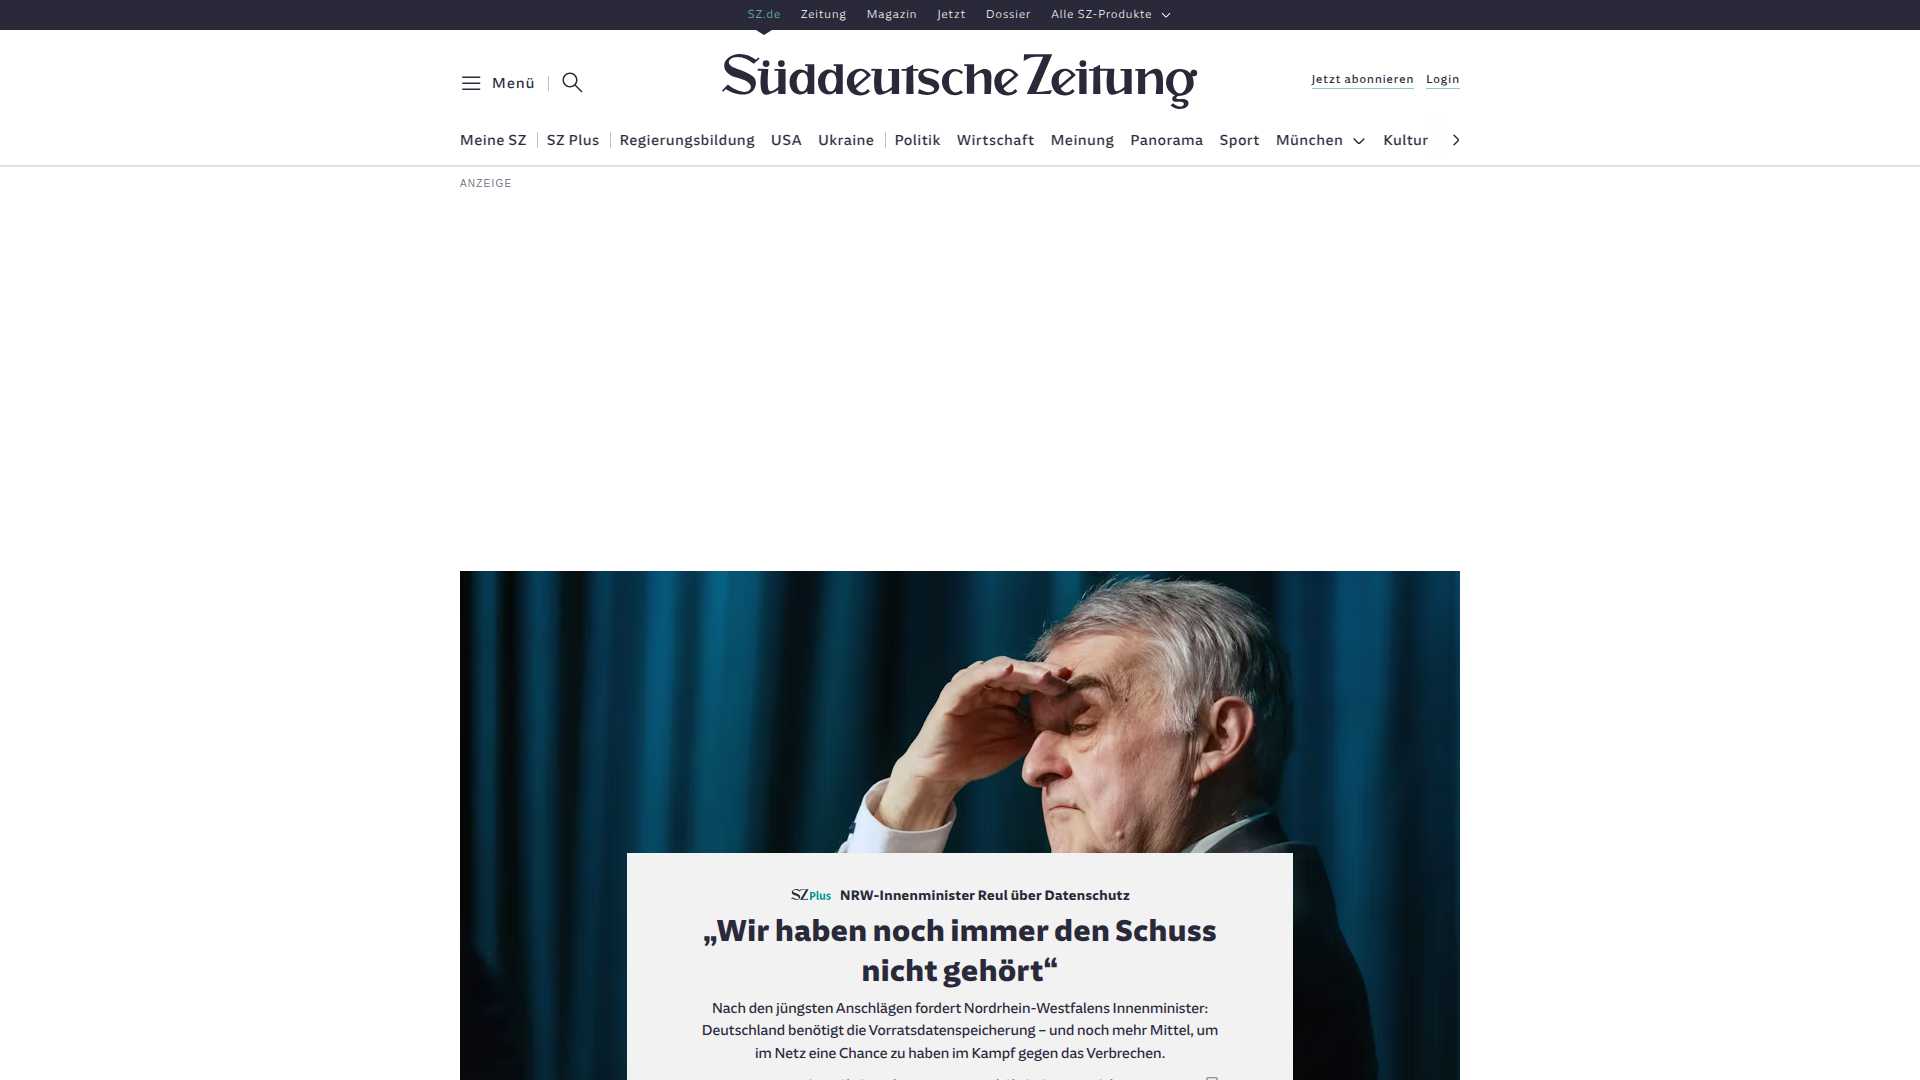 SZ.de Zeitung Magazin Jetzt Dossier Alle SZ-Produkte
Menü
Süddeutsche Zeitung
Jetzt abonnieren Login
Meine SZ SZ Plus Regierungsbildung USA Ukraine Politik Wirtschaft Meinung Panorama Sport München Kultur
ANZEIGE
SZ Plus NRW-Innenminister Reul über Datenschutz
„Wir haben noch immer den Schuss
nicht gehört“
Nach den jüngsten Anschlägen fordert Nordrhein-Westfalens Innenminister:
Deutschland benötigt die Vorratsdatenspeicherung – und noch mehr Mittel, um
im Netz eine Chance zu haben im Kampf gegen das Verbrechen.